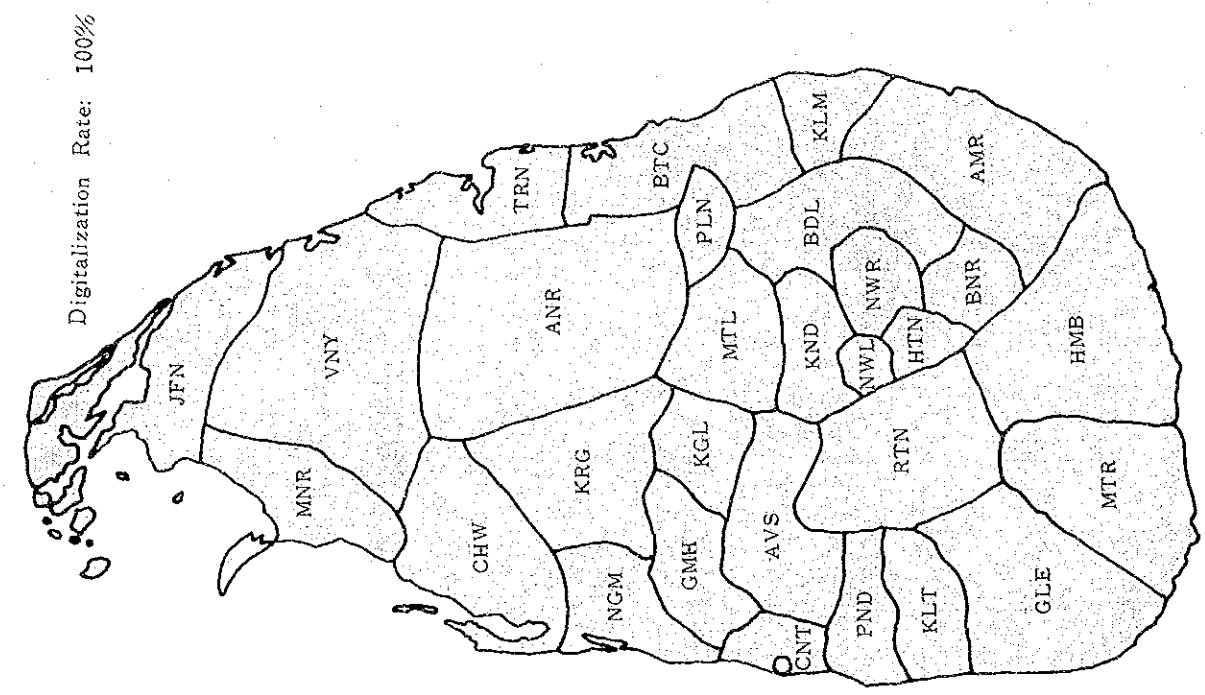 Digitalization Rate: 100%
JFN
VNY
MNR
TRN
ANR
BTC
CHW
KRG
PLN
MTL
KLM
KGL
NGM
GMH
KND
BDL
NWR
NWL
HTN
BNR
AMR
AVS
CNT
RTN
PND
KLT
HMB
GLE
MTR